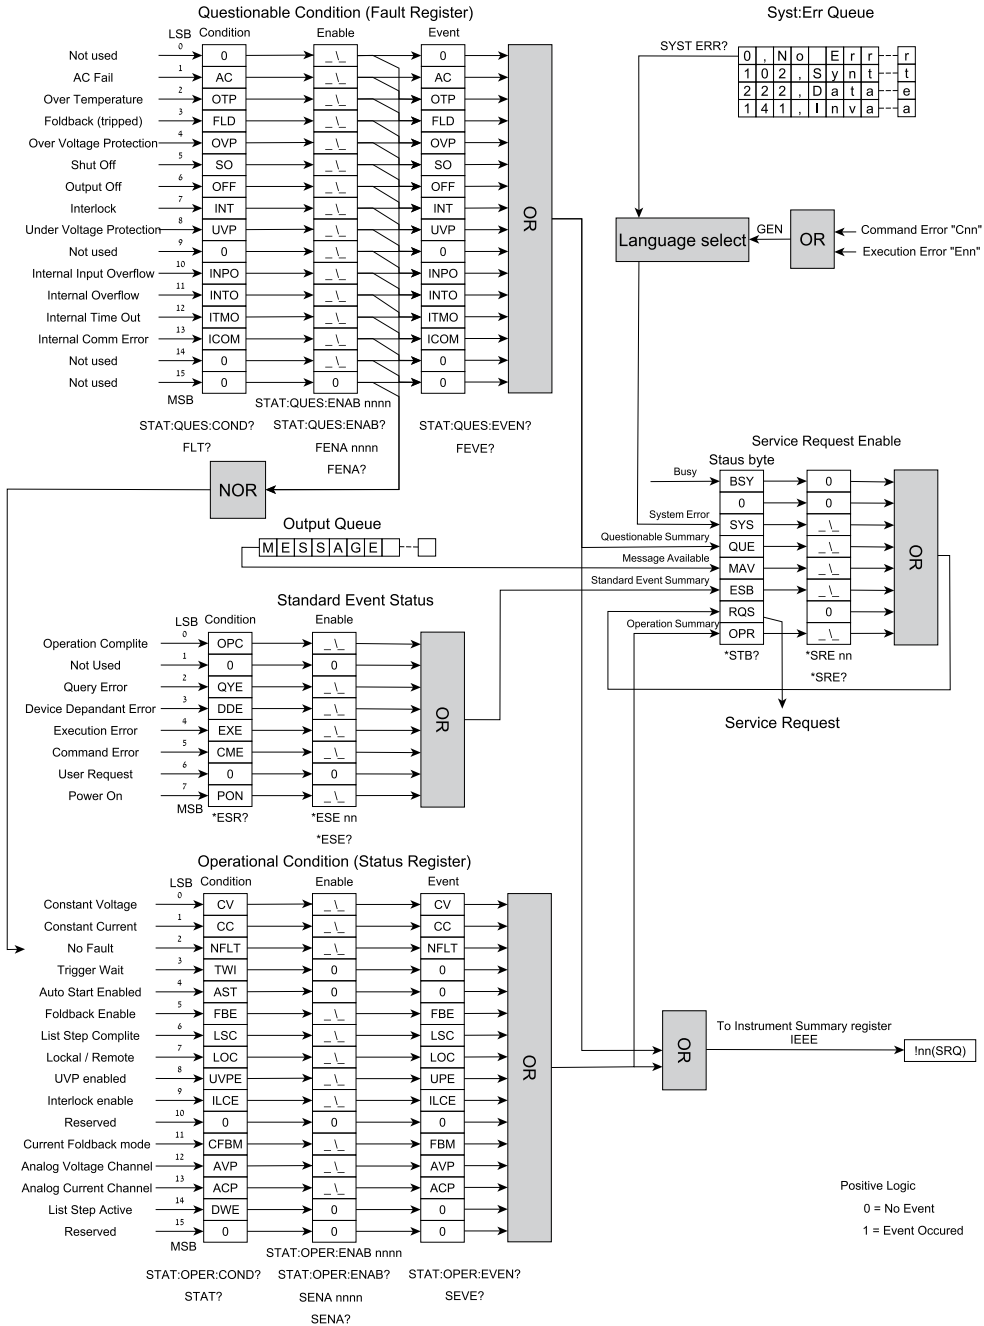 Questionable Condition (Fault Register)
LSB Condition Enable Event
Not used 0 0 _\_ 0
AC Fail 1 AC _\_ AC
Over Temperature 2 OTP _\_ OTP
Foldback (tripped) 3 FLD _\_ FLD
Over Voltage Protection 4 OVP _\_ OVP
Shut Off 5 SO _\_ SO
Output Off 6 OFF _\_ OFF
Interlock 7 INT _\_ INT
Under Voltage Protection 8 UVP _\_ UVP
Not used 9 0 _\_ 0
Internal Input Overflow 10 INPO _\_ INPO
Internal Overflow 11 INTO _\_ INTO
Internal Time Out 12 ITMO _\_ ITMO
Internal Comm Error 13 ICOM _\_ ICOM
Not used 14 0 _\_ 0
Not used 15 0 0 0
OR
MSB
STAT:QUES:ENAB nnnn
STAT:QUES:COND? STAT:QUES:ENAB? STAT:QUES:EVEN?
FLT? FENA nnnn FEVE?
FENA?
NOR
Syst:Err Queue
SYST ERR?
0 , N o E r r --- r
1 0 2 , S y n t --- t
2 2 2 , D a t a --- e
1 4 1 , I n v a --- a
Language select
GEN
OR
Command Error "Cnn"
Execution Error "Enn"
Service Request Enable
Staus byte
Busy BSY 0
0 0
System Error SYS _\_
Questionable Summary QUE _\_
Message Available MAV _\_
Standard Event Summary ESB _\_
RQS 0
Operation Summary OPR _\_
OR
*STB? *SRE nn
*SRE?
Service Request
Output Queue
M E S S A G E ---
Standard Event Status
LSB Condition Enable
Operation Complite 0 OPC _\_
Not Used 1 0 0
Query Error 2 QYE _\_
Device Depandant Error 3 DDE _\_
Execution Error 4 EXE _\_
Command Error 5 CME _\_
User Request 6 0 0
Power On 7 PON _\_
OR
MSB
*ESR? *ESE nn
*ESE?
Operational Condition (Status Register)
LSB Condition Enable Event
Constant Voltage 0 CV _\_ CV
Constant Current 1 CC _\_ CC
No Fault 2 NFLT _\_ NFLT
Trigger Wait 3 TWI 0 0
Auto Start Enabled 4 AST 0 0
Foldback Enable 5 FBE _\_ FBE
List Step Complite 6 LSC _\_ LSC
Lockal / Remote 7 LOC _\_ LOC
UVP enabled 8 UVPE _\_ UPE
Interlock enable 9 ILCE _\_ ILCE
Reserved 10 0 0 0
Current Foldback mode 11 CFBM _\_ FBM
Analog Voltage Channel 12 AVP _\_ AVP
Analog Current Channel 13 ACP _\_ ACP
List Step Active 14 DWE 0 0
Reserved 15 0 0 0
OR
MSB
STAT:OPER:ENAB nnnn
STAT:OPER:COND? STAT:OPER:ENAB? STAT:OPER:EVEN?
STAT? SENA nnnn SEVE?
SENA?
OR
To Instrument Summary register
IEEE
!nn(SRQ)
Positive Logic
0 = No Event
1 = Event Occured